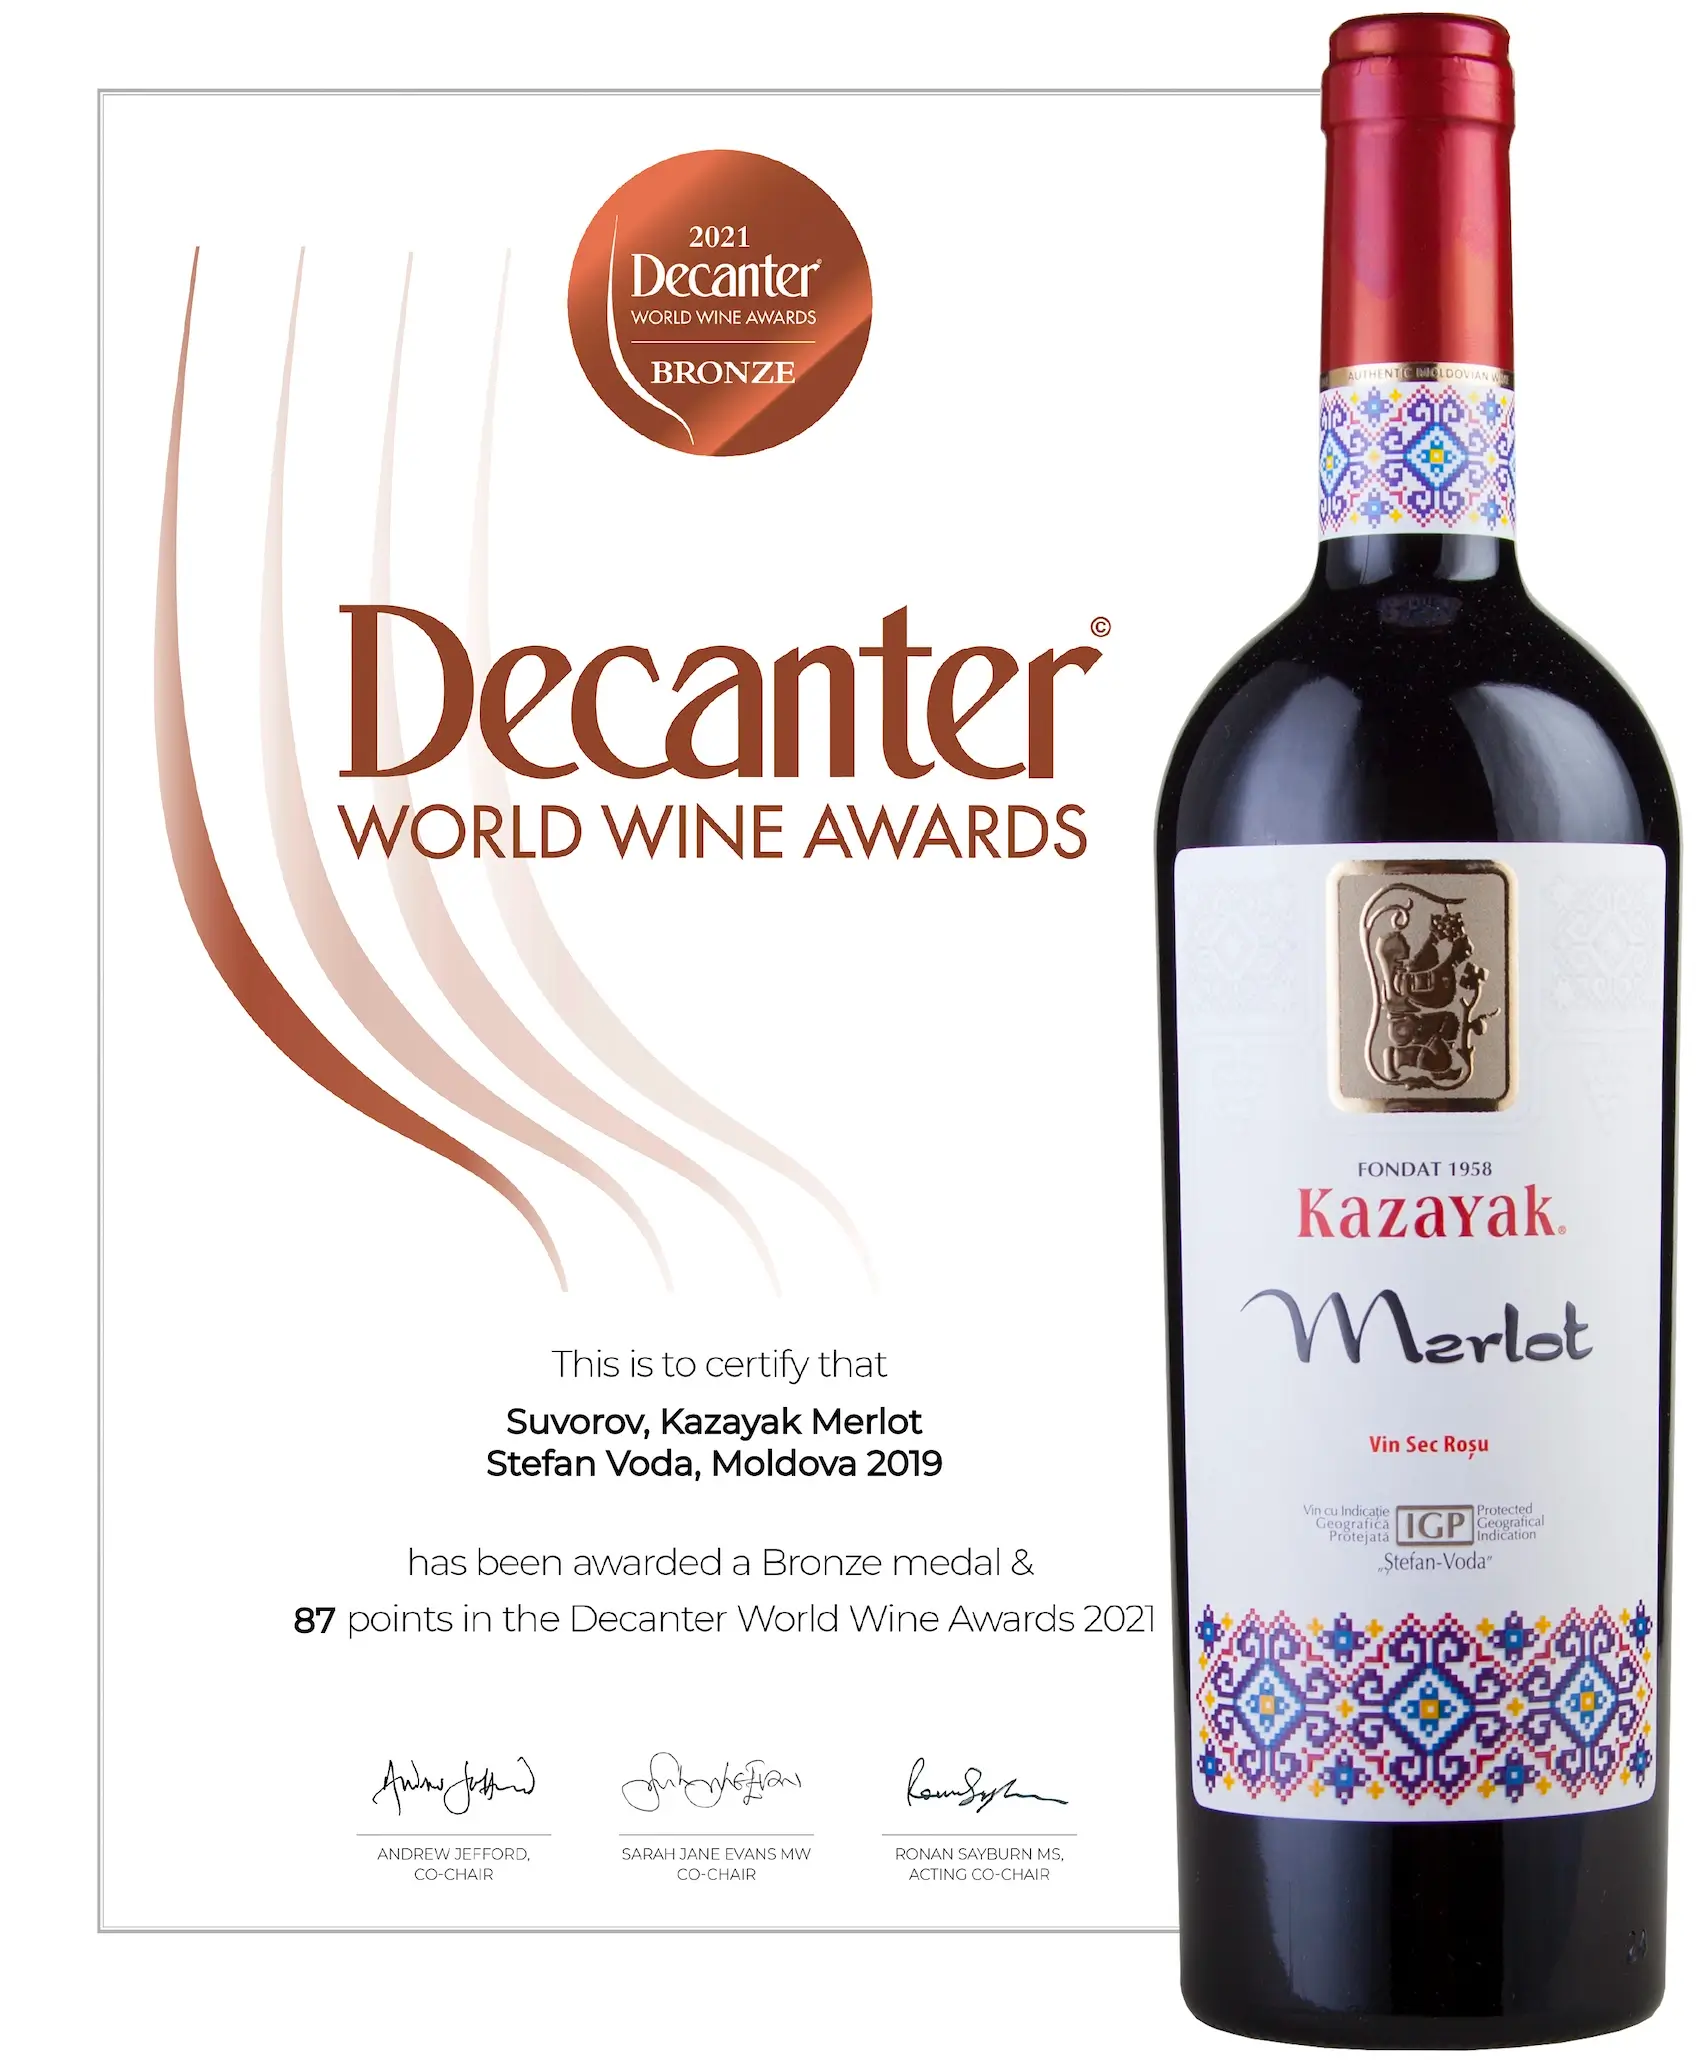 2021
Decanter®
WORLD WINE AWARDS
BRONZE
Decanter©
WORLD WINE AWARDS
This is to certify that
Suvorov, Kazayak Merlot
Stefan Voda, Moldova 2019
has been awarded a Bronze medal &
87 points in the Decanter World Wine Awards 2021
ANDREW JEFFORD,
CO-CHAIR
SARAH JANE EVANS MW
CO-CHAIR
RONAN SAYBURN MS,
ACTING CO-CHAIR
AUTHENTIC MOLDOVIAN
FONDAT 1958
Kazayak®
Merlot
Vin Sec Roșu
Vin cu Indicație
Geografică
Protejată
IGP
Protected
Geografical
Indication
„Ștefan-Voda”